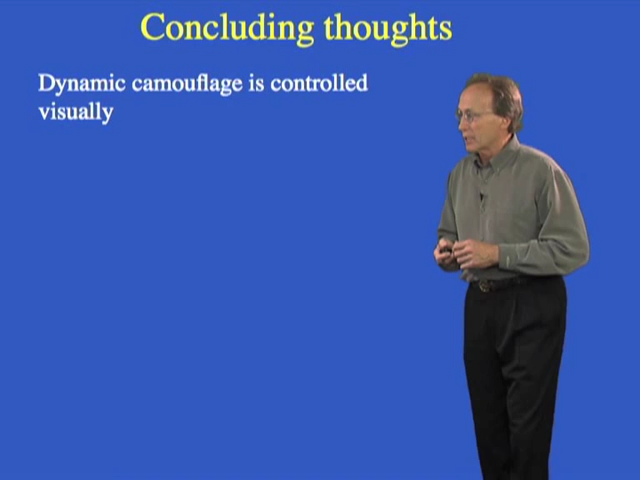 Concluding thoughts
Dynamic camouflage is controlled
visually